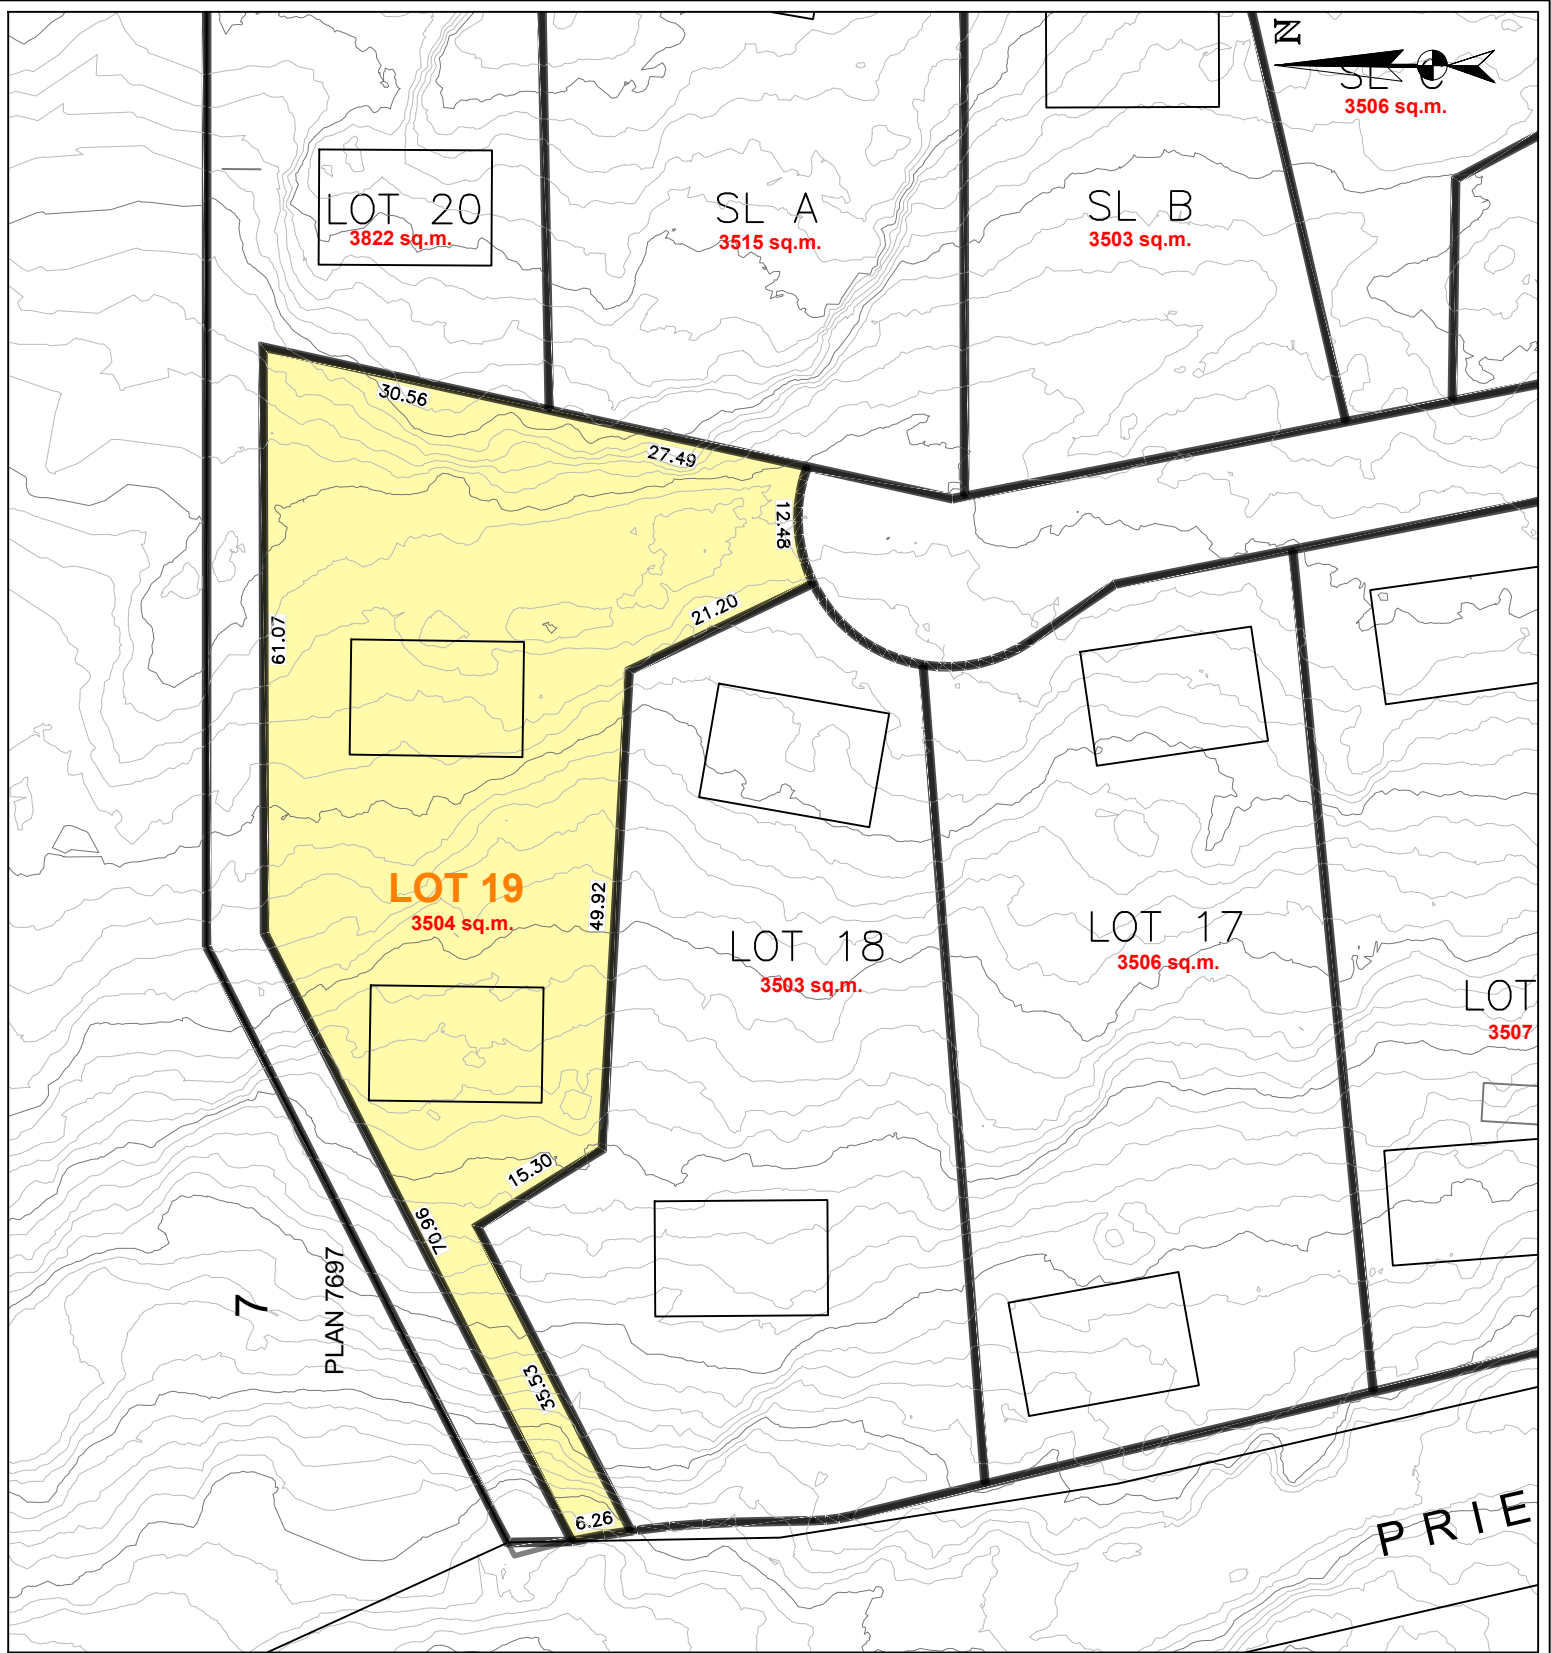 N
SL C
3506 sq.m.
LOT 20
3822 sq.m.
SL A
3515 sq.m.
SL B
3503 sq.m.
30.56
27.49
12.48
21.20
61.07
LOT 19
3504 sq.m.
49.92
LOT 18
3503 sq.m.
LOT 17
3506 sq.m.
LOT
3507
15.30
70.96
7
PLAN 7697
35.53
6.26
PRIE